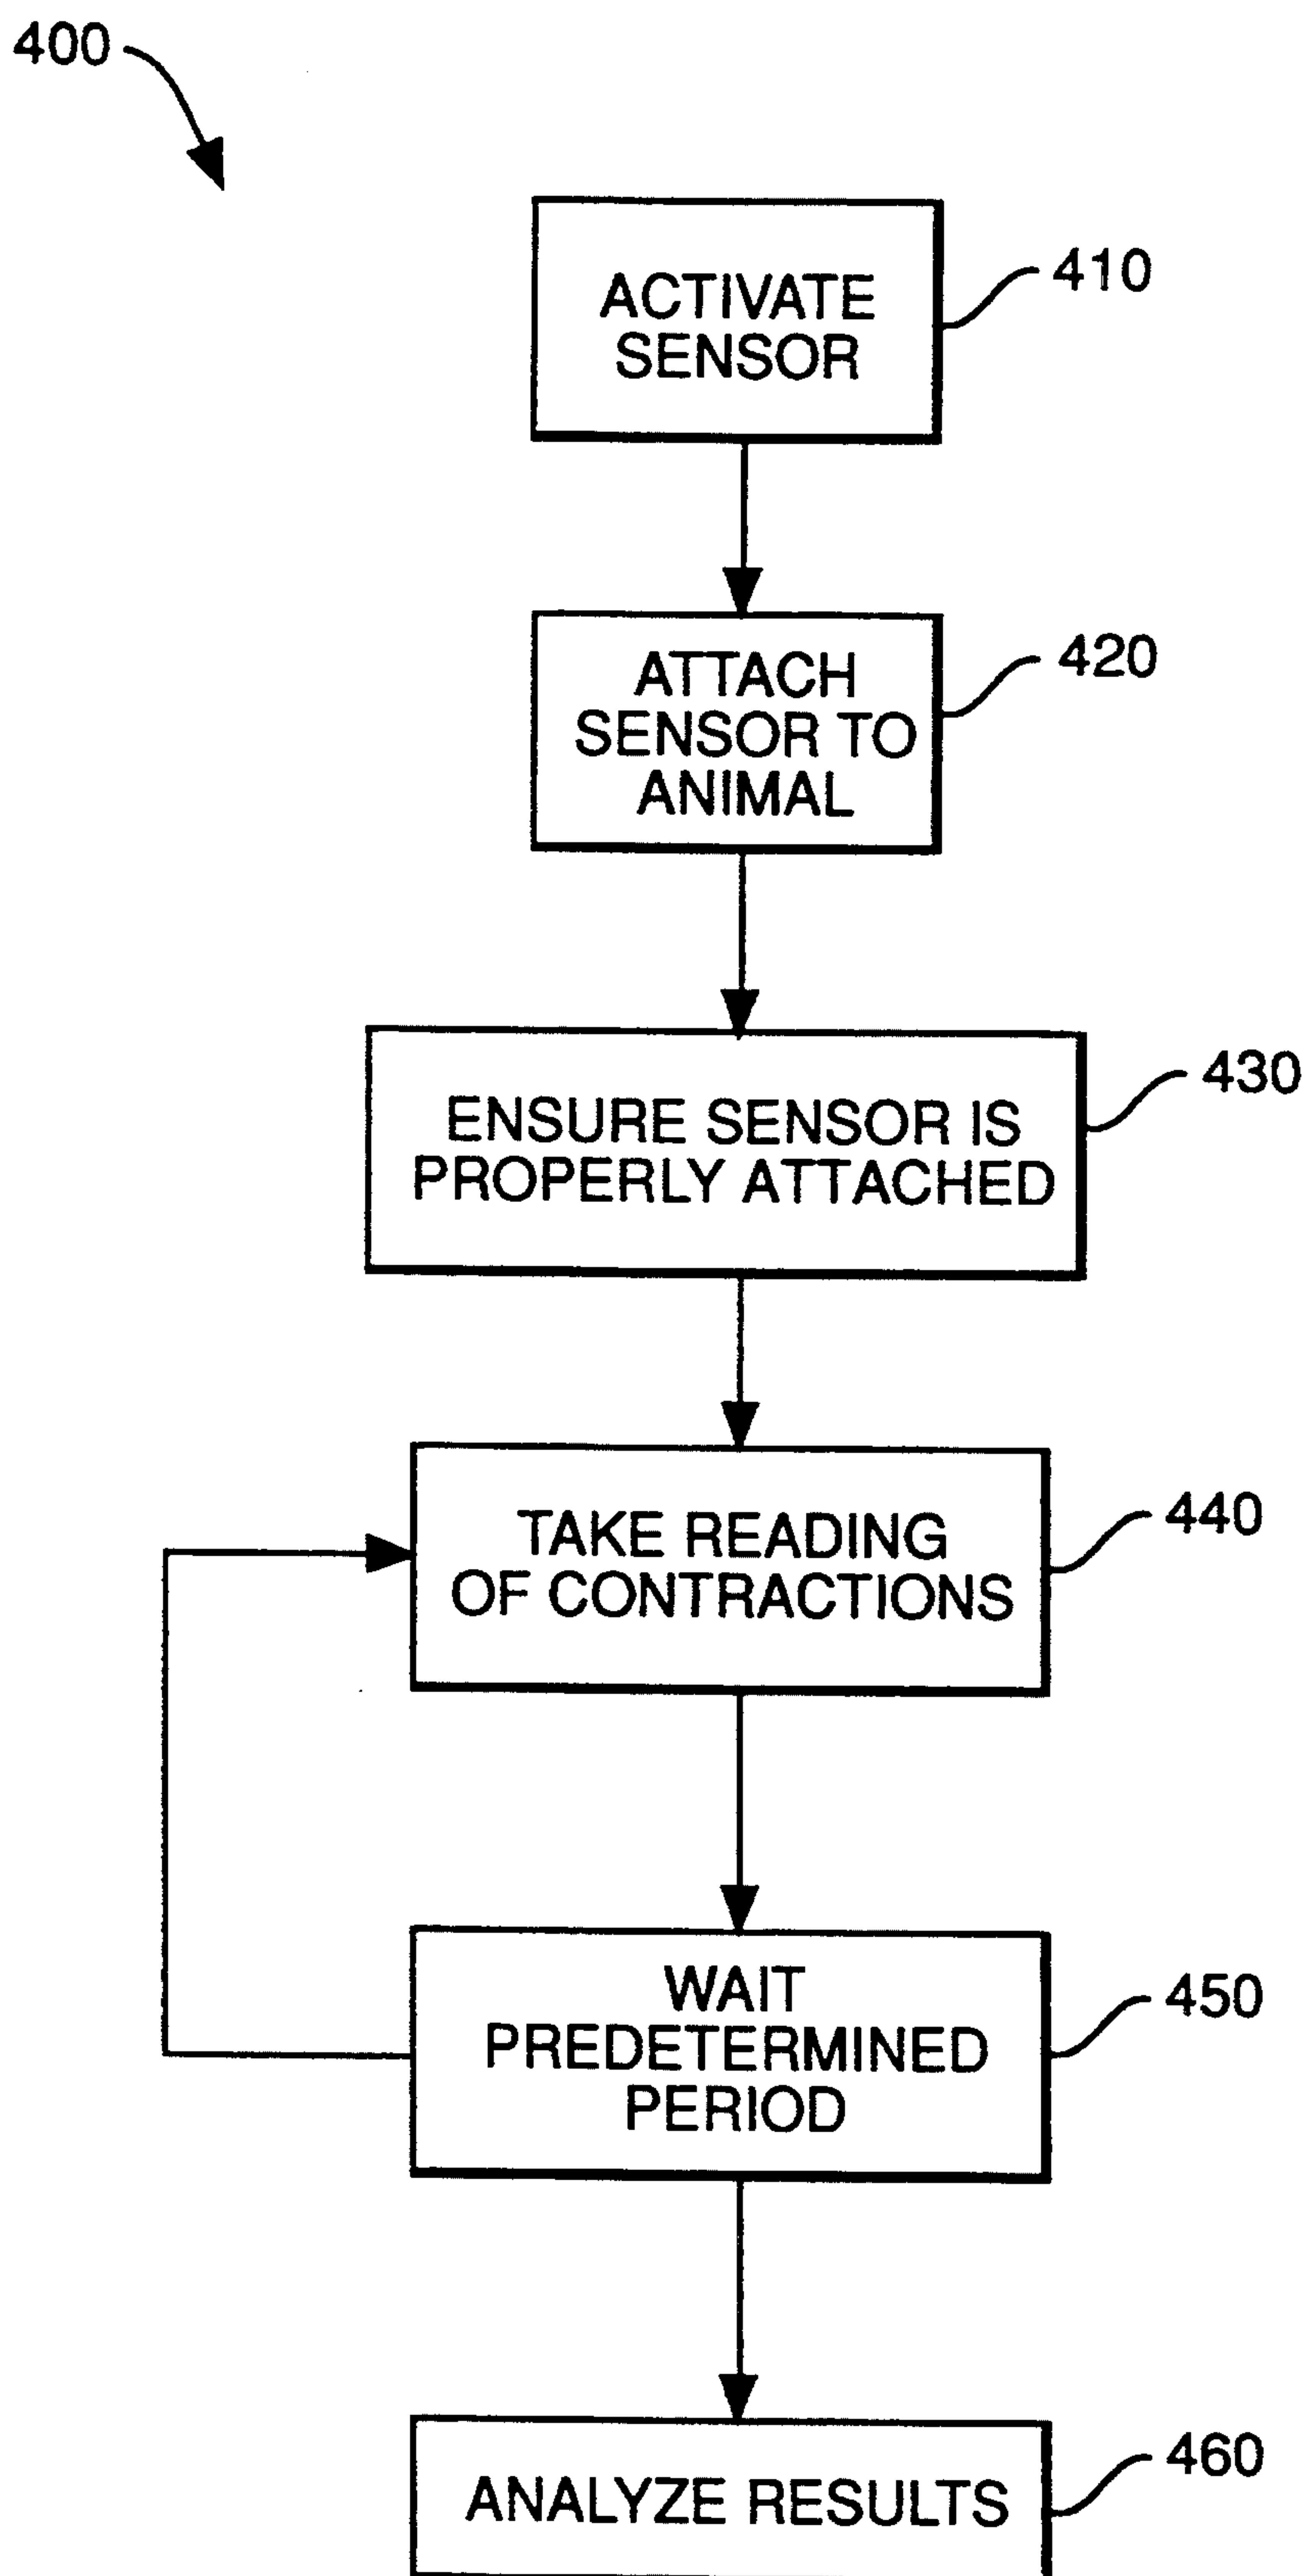 400
ACTIVATE
SENSOR
410
ATTACH
SENSOR TO
ANIMAL
420
ENSURE SENSOR IS
PROPERLY ATTACHED
430
TAKE READING
OF CONTRACTIONS
440
WAIT
PREDETERMINED
PERIOD
450
ANALYZE RESULTS
460